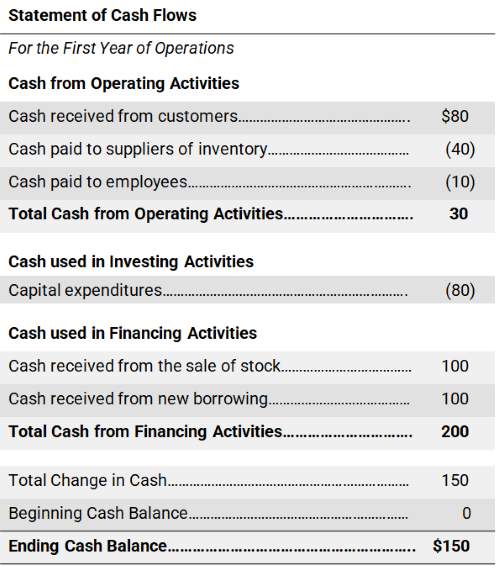 Statement of Cash Flows
For the First Year of Operations
Cash from Operating Activities
Cash received from customers................................................ $80
Cash paid to suppliers of inventory....................................... (40)
Cash paid to employees............................................................. (10)
Total Cash from Operating Activities.............................. 30
Cash used in Investing Activities
Capital expenditures.................................................................... (80)
Cash used in Financing Activities
Cash received from the sale of stock.................................... 100
Cash received from new borrowing....................................... 100
Total Cash from Financing Activities.............................. 200
Total Change in Cash................................................................... 150
Beginning Cash Balance............................................................. 0
Ending Cash Balance.......................................................... $150